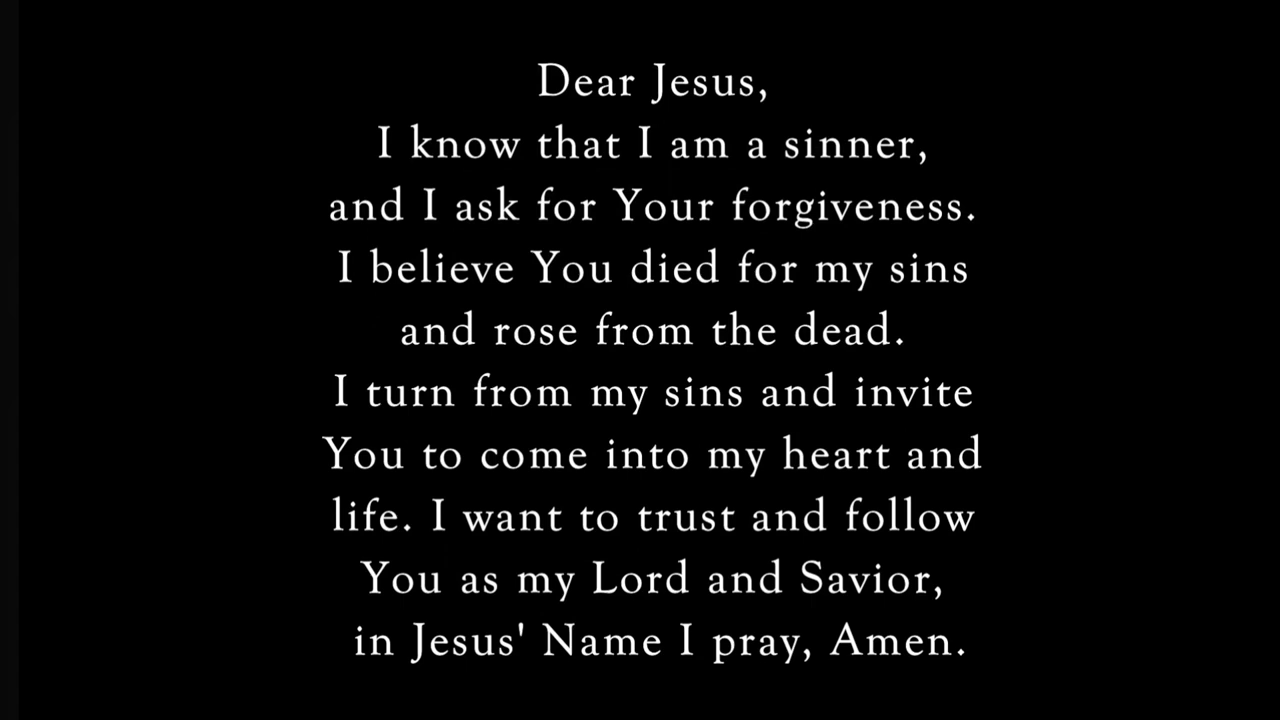 Dear Jesus,
I know that I am a sinner,
and I ask for Your forgiveness.
I believe You died for my sins
and rose from the dead.
I turn from my sins and invite
You to come into my heart and
life. I want to trust and follow
You as my Lord and Savior,
in Jesus' Name I pray, Amen.